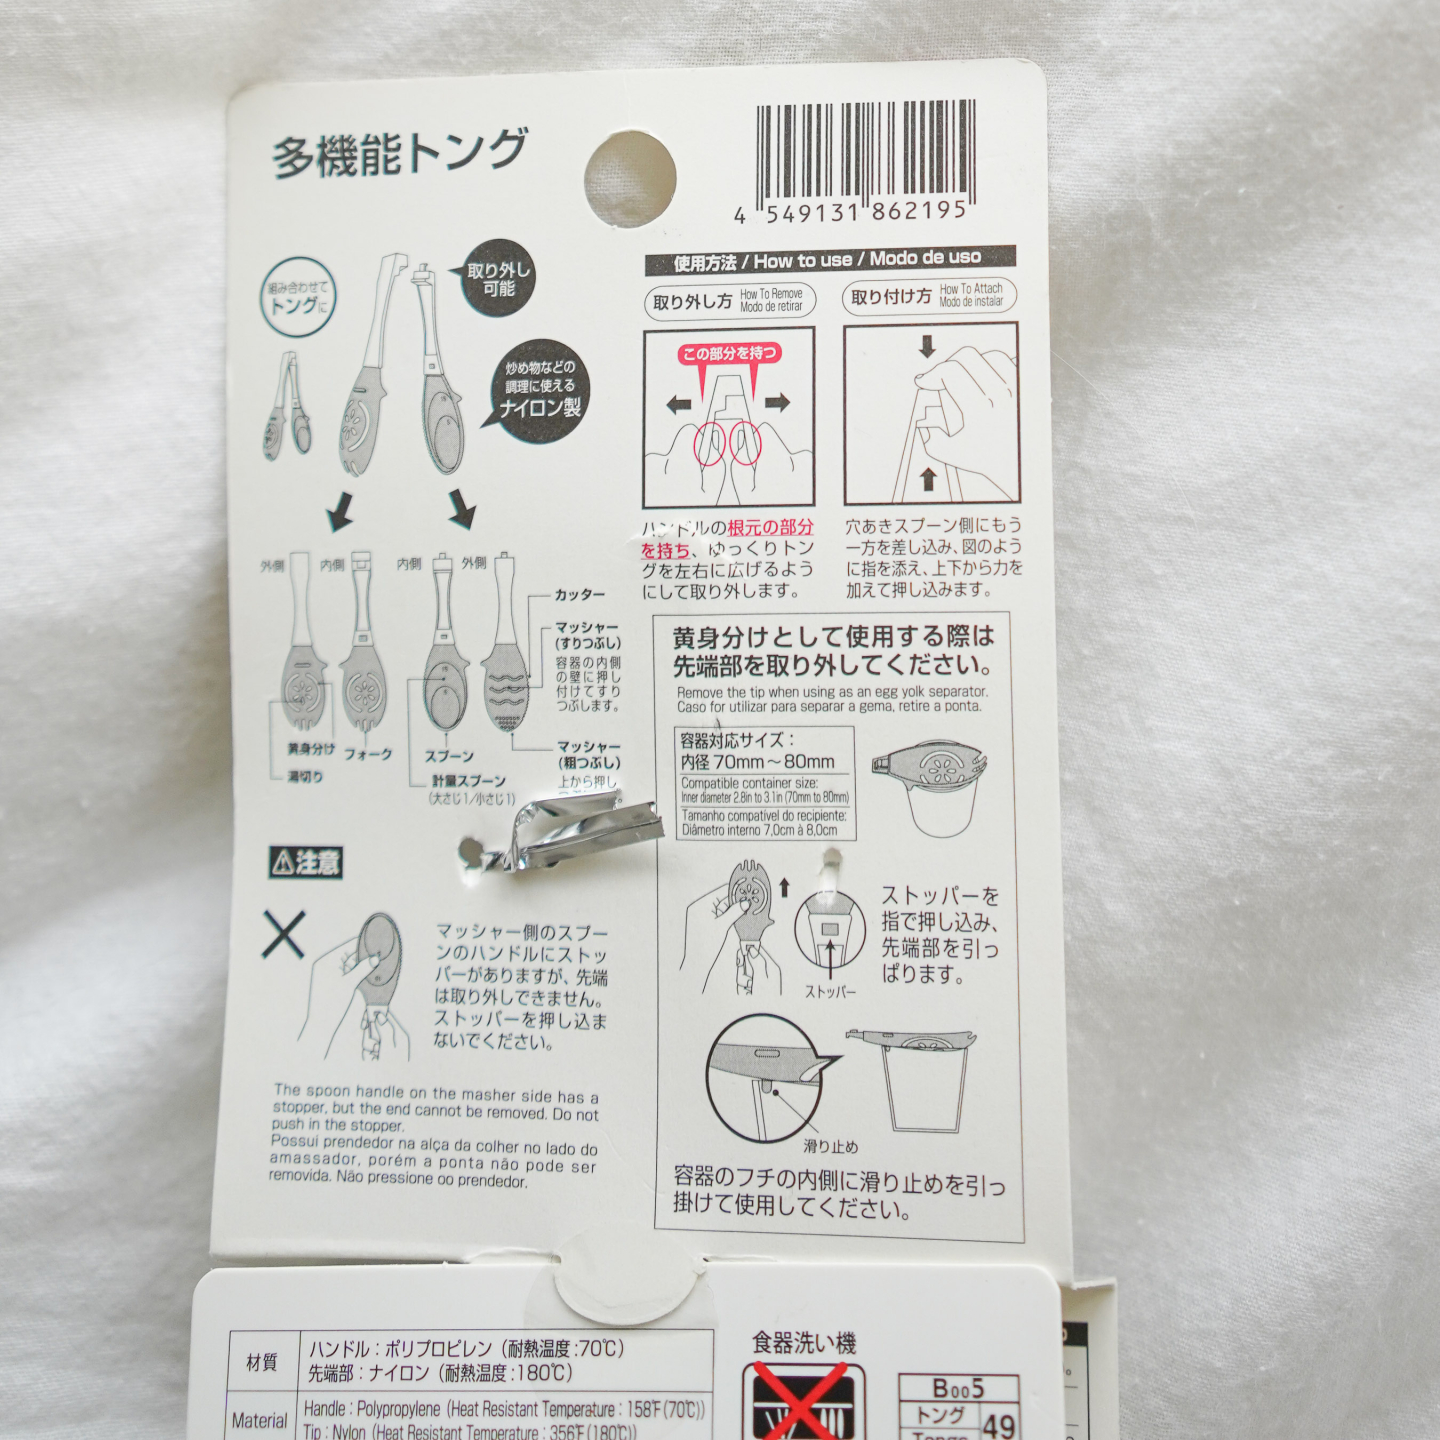 多機能トング
4 549131 862195
組み合わせて
トングに
取り外し
可能
炒め物などの
調理に使える
ナイロン製
外側
内側
内側
外側
カッター
マッシャー
(すりつぶし)
容器の内側
の壁に押し
付けてすり
つぶします。
マッシャー
(粗つぶし)
上から押し
黄身分け
フォーク
湯切り
スプーン
計量スプーン
(大さじ1/小さじ1)
注意
マッシャー側のスプー
ンのハンドルにストッ
パーがありますが、先端
は取り外しできません。
ストッパーを押し込ま
ないでください。
The spoon handle on the masher side has a
stopper, but the end cannot be removed. Do not
push in the stopper.
Possui prendedor na alça da colher no lado do
amassador, porém a ponta não pode ser
removida. Não pressione oo prendedor.
使用方法 / How to use / Modo de uso
取り外し方 How To Remove
Modo de retirar
取り付け方 How To Attach
Modo de instalar
この部分を持つ
ハンドルの根元の部分
を持ち、ゆっくりトン
グを左右に広げるよう
にして取り外します。
穴あきスプーン側にもう
一方を差し込み、図のよう
に指を添え、上下から力を
加えて押し込みます。
黄身分けとして使用する際は
先端部を取り外してください。
Remove the tip when using as an egg yolk separator.
Caso for utilizar para separar a gema, retire a ponta.
容器対応サイズ：
内径70mm～80mm
Compatible container size:
Inner diameter 2.8in to 3.1in (70mm to 80mm)
Tamanho compatível do recipiente:
Diâmetro interno 7,0cm à 8,0cm
ストッパー
ストッパーを
指で押し込み、
先端部を引っ
ぱります。
滑り止め
容器のフチの内側に滑り止めを引っ
掛けて使用してください。
材質
ハンドル：ポリプロピレン（耐熱温度:70℃）
先端部：ナイロン（耐熱温度:180℃）
Material
Handle : Polypropylene (Heat Resistant Temperature : 158℉(70℃))
Tip : Nylon (Heat Resistant Temperature : 356℉(180℃))
食器洗い機
B005
トング
Tongs
49